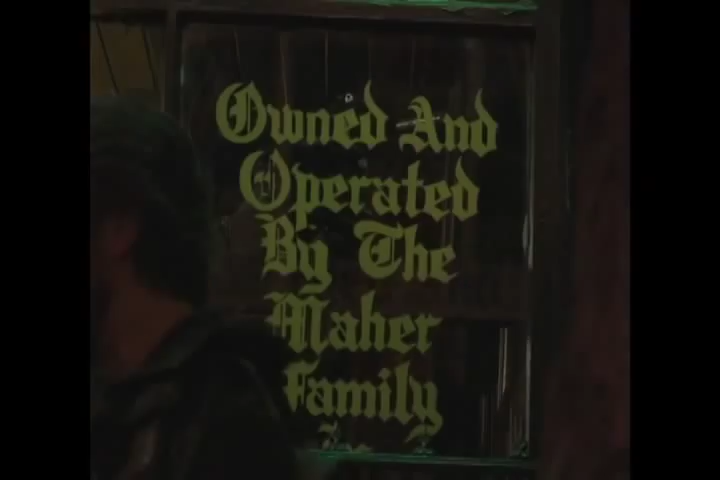 Owned And
Operated
By The
Maher
Family